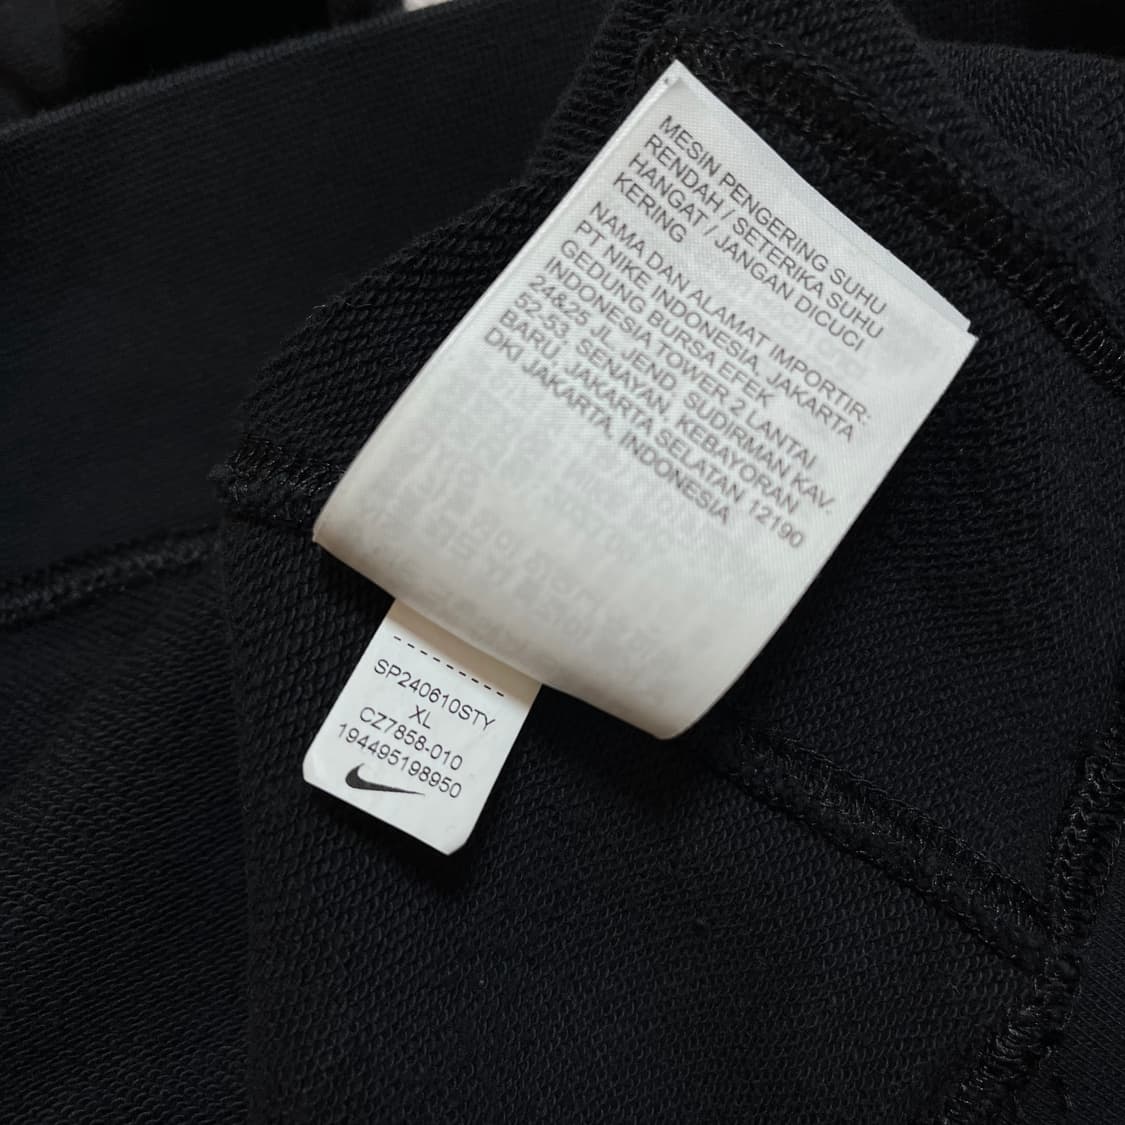 MESIN PENGERING SUHU
RENDAH / SETERIKA SUHU
HANGAT / JANGAN DICUCI
KERING
NAMA DAN ALAMAT IMPORTIR:
PT NIKE INDONESIA, JAKARTA
GEDUNG BURSA EFEK
INDONESIA TOWER 2 LANTAI
24&25 JL. JEND. SUDIRMAN KAV.
52-53, SENAYAN, KEBAYORAN
BARU, JAKARTA SELATAN 12190
DKI JAKARTA, INDONESIA
SP240610STY
XL
CZ7858-010
194495198950